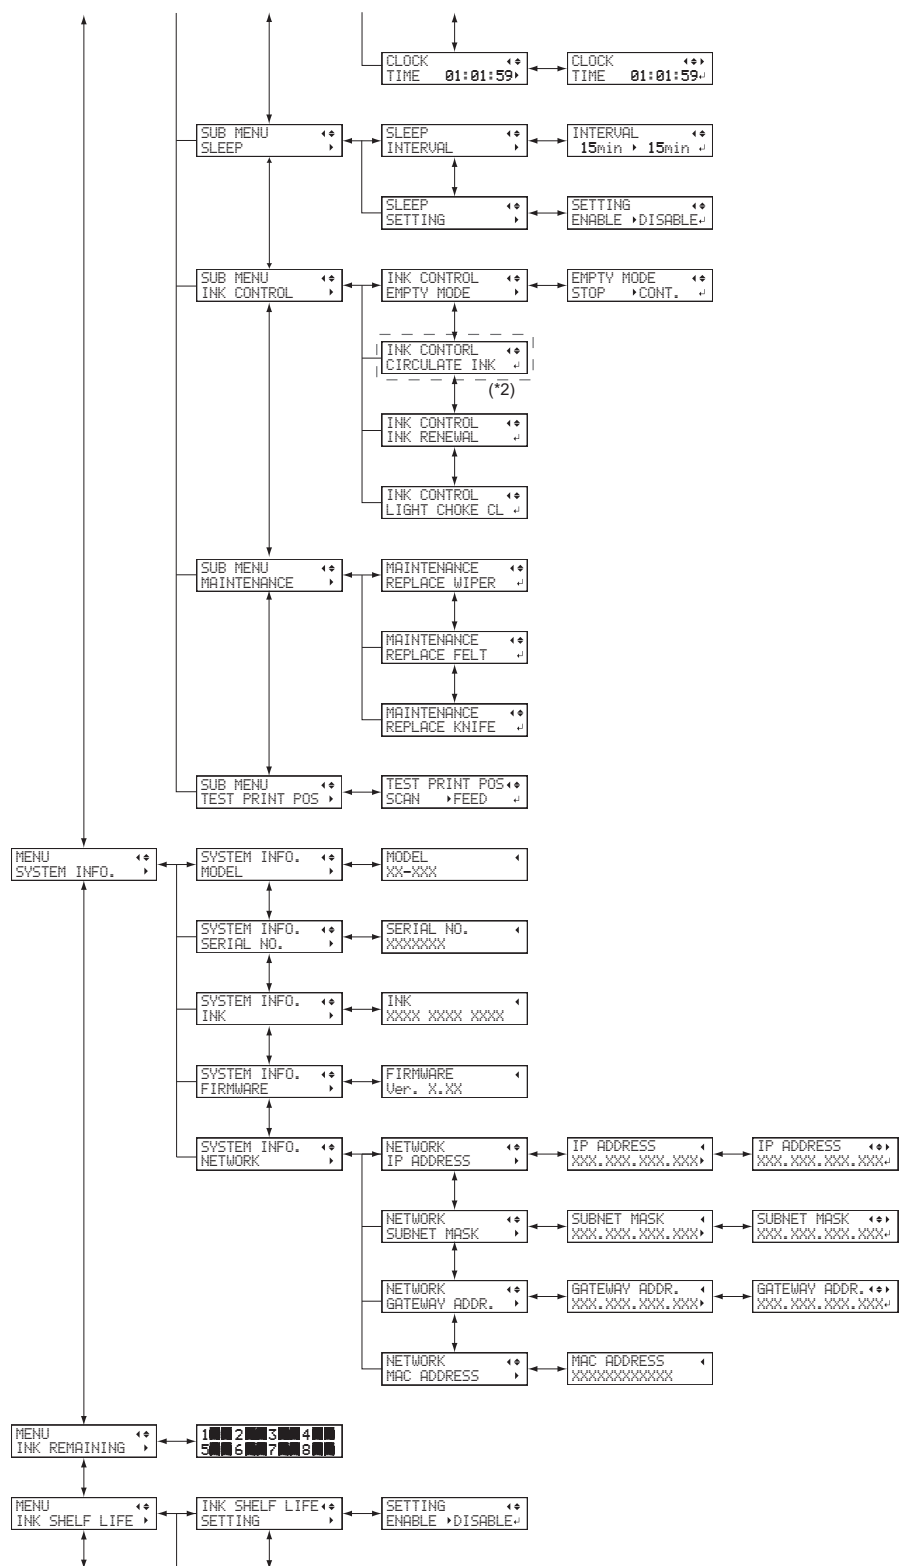 CLOCK
TIME 01:01:59
CLOCK
TIME 01:01:59↵
SUB MENU
SLEEP
SLEEP
INTERVAL
INTERVAL
15min 15min ↵
SLEEP
SETTING
SETTING
ENABLE DISABLE↵
SUB MENU
INK CONTROL
INK CONTROL
EMPTY MODE
EMPTY MODE
STOP CONT. ↵
INK CONTORL
CIRCULATE INK ↵
(*2)
INK CONTROL
INK RENEWAL ↵
INK CONTROL
LIGHT CHOKE CL ↵
SUB MENU
MAINTENANCE
MAINTENANCE
REPLACE WIPER ↵
MAINTENANCE
REPLACE FELT ↵
MAINTENANCE
REPLACE KNIFE ↵
SUB MENU
TEST PRINT POS
TEST PRINT POS
SCAN FEED ↵
MENU
SYSTEM INFO.
SYSTEM INFO.
MODEL
MODEL
XX-XXX
SYSTEM INFO.
SERIAL NO.
SERIAL NO.
XXXXXXX
SYSTEM INFO.
INK
INK
XXXX XXXX XXXX
SYSTEM INFO.
FIRMWARE
FIRMWARE
Ver. X.XX
SYSTEM INFO.
NETWORK
NETWORK
IP ADDRESS
IP ADDRESS
XXX.XXX.XXX.XXX
IP ADDRESS
XXX.XXX.XXX.XXX↵
NETWORK
SUBNET MASK
SUBNET MASK
XXX.XXX.XXX.XXX
SUBNET MASK
XXX.XXX.XXX.XXX↵
NETWORK
GATEWAY ADDR.
GATEWAY ADDR.
XXX.XXX.XXX.XXX
GATEWAY ADDR.
XXX.XXX.XXX.XXX↵
NETWORK
MAC ADDRESS
MAC ADDRESS
XXXXXXXXXXXX
MENU
INK REMAINING
1 2 3 4
5 6 7 8
MENU
INK SHELF LIFE
INK SHELF LIFE
SETTING
SETTING
ENABLE DISABLE↵